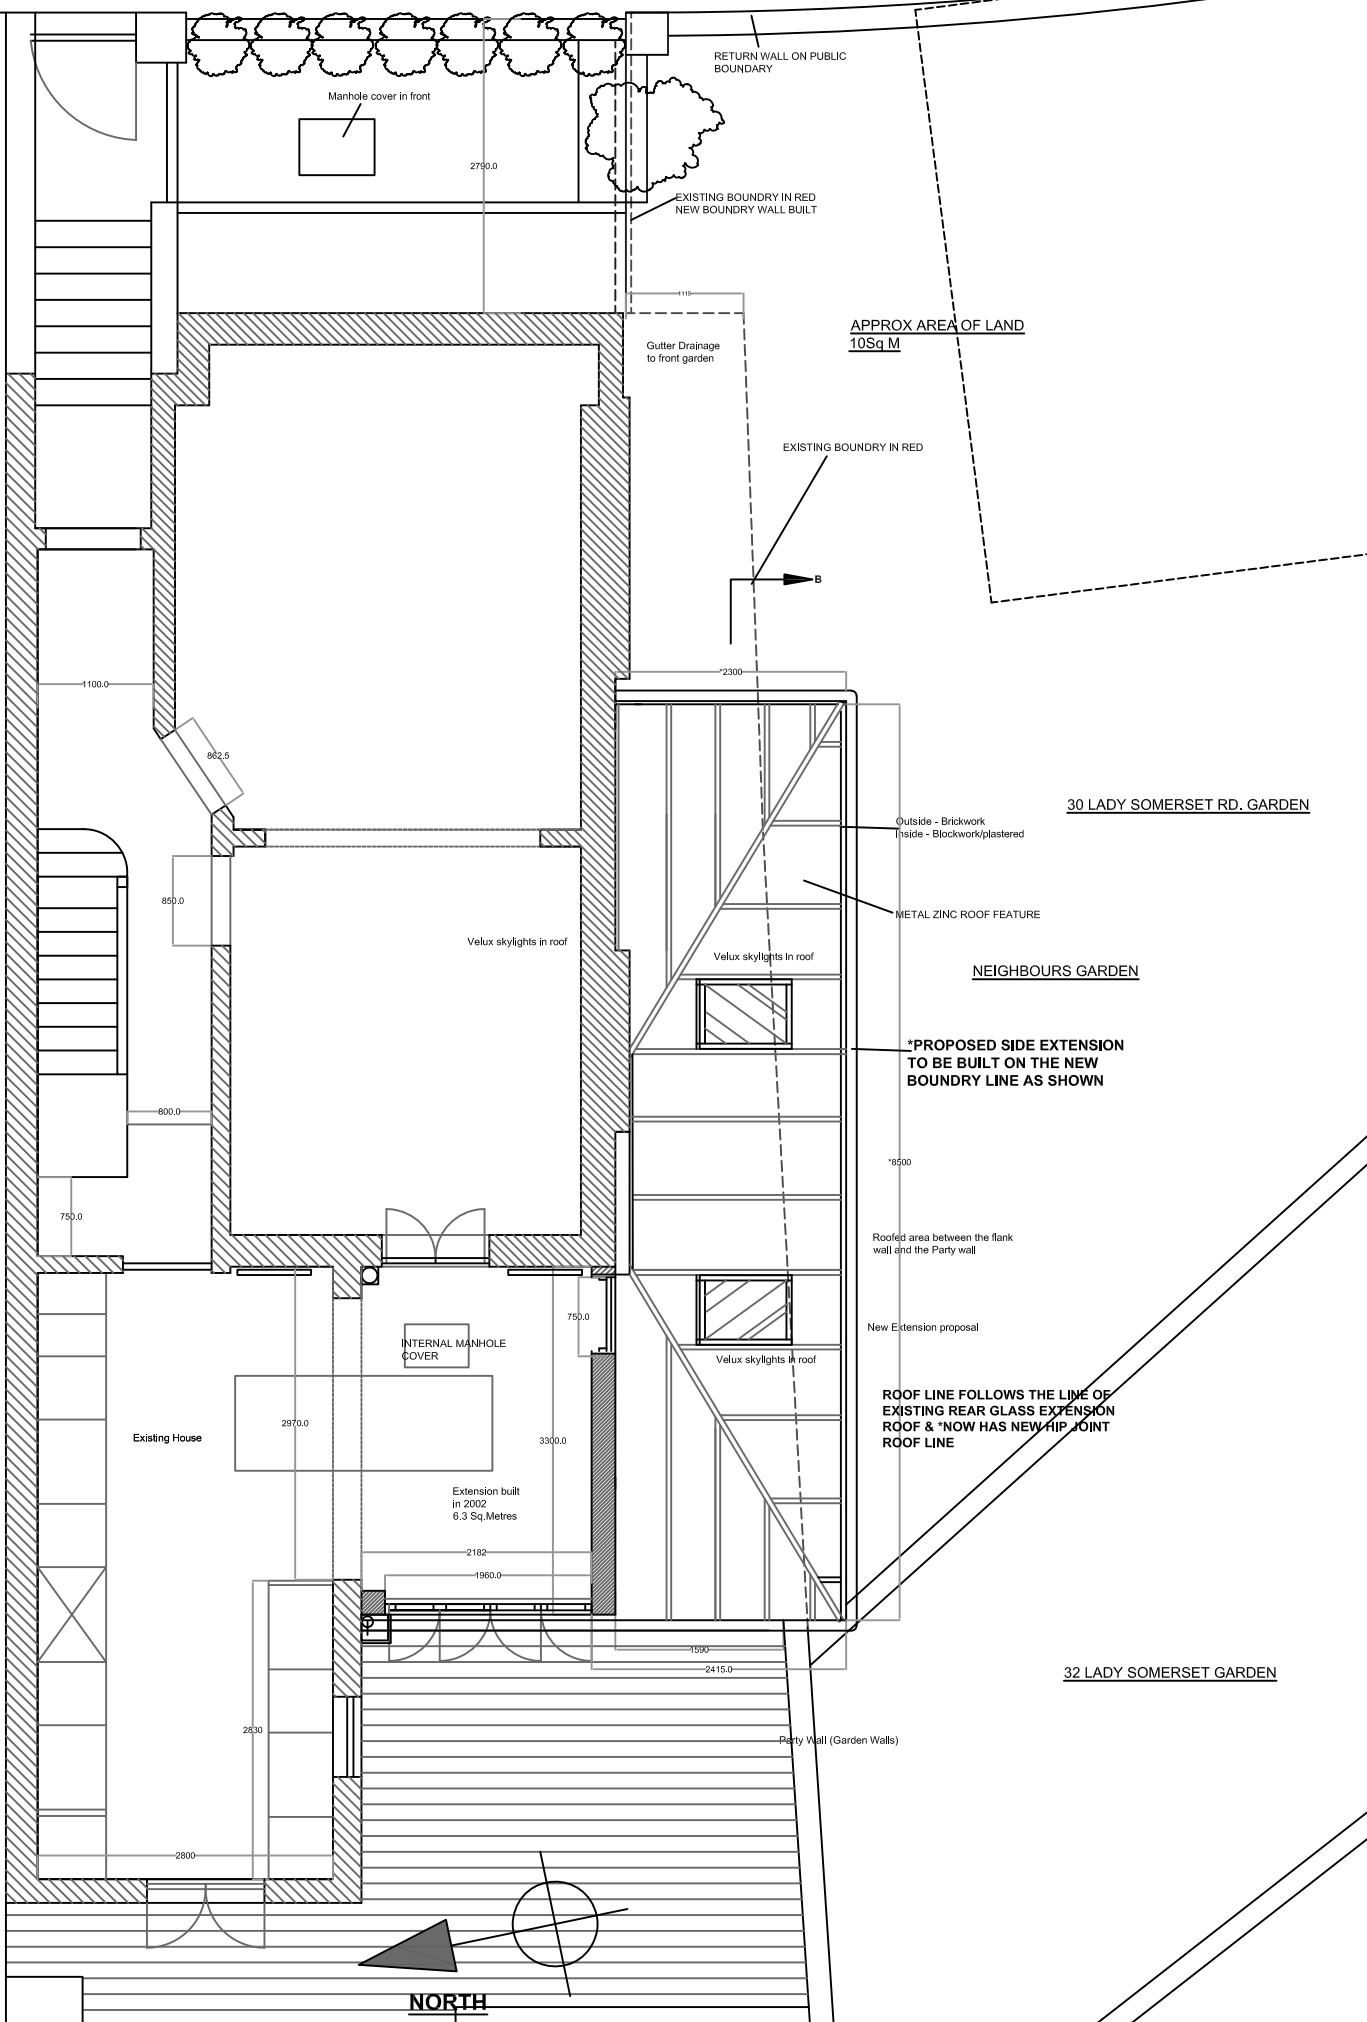 RETURN WALL ON PUBLIC
BOUNDARY
Manhole cover in front
2790.0
EXISTING BOUNDRY IN RED
NEW BOUNDRY WALL BUILT
1115
APPROX AREA OF LAND
10Sq M
Gutter Drainage
to front garden
EXISTING BOUNDRY IN RED
B
*2300
1100.0
862.5
30 LADY SOMERSET RD. GARDEN
Outside - Brickwork
Inside - Blockwork/plastered
850.0
METAL ZINC ROOF FEATURE
Velux skylights in roof
Velux skylights In roof
NEIGHBOURS GARDEN
*PROPOSED SIDE EXTENSION
TO BE BUILT ON THE NEW
BOUNDRY LINE AS SHOWN
800.0
*8500
750.0
Roofed area between the flank
wall and the Party wall
750.0
New Extension proposal
INTERNAL MANHOLE
COVER
Velux skylights In roof
ROOF LINE FOLLOWS THE LINE OF
EXISTING REAR GLASS EXTENSION
ROOF & *NOW HAS NEW HIP JOINT
ROOF LINE
2970.0
Existing House
3300.0
Extension built
in 2002
6.3 Sq.Metres
2182
1960.0
1590
2415.0
32 LADY SOMERSET GARDEN
2830
Party Wall (Garden Walls)
2800
NORTH